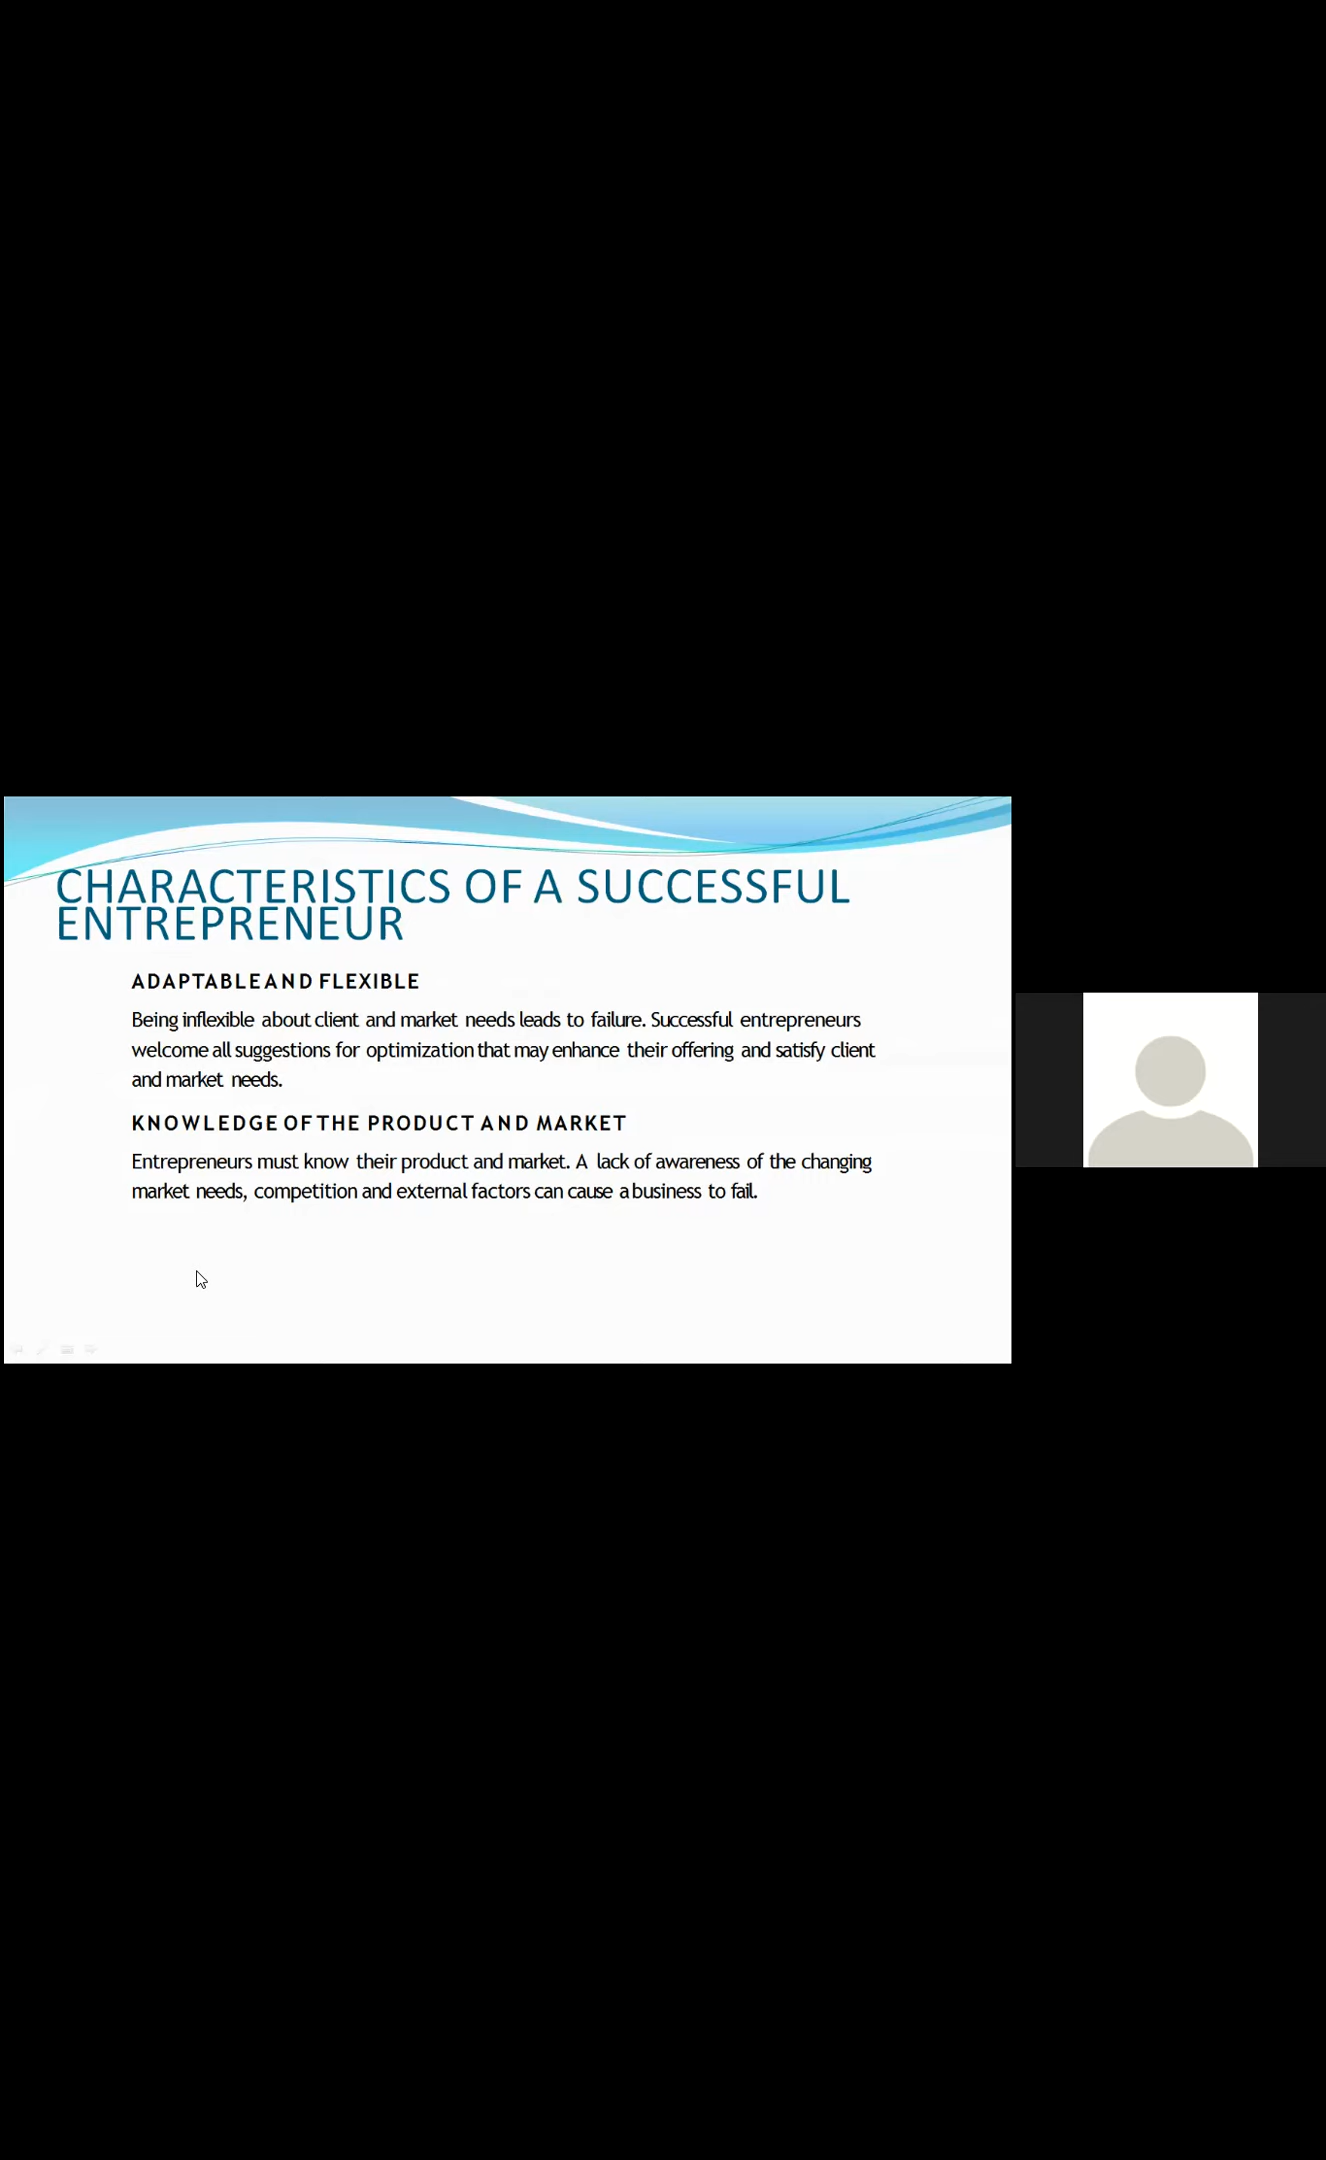 CHARACTERISTICS OF A SUCCESSFUL
ENTREPRENEUR
ADAPTABLE AND FLEXIBLE
Being inflexible about client and market needs leads to failure. Successful entrepreneurs
welcome all suggestions for optimization that may enhance their offering and satisfy client
and market needs.
KNOWLEDGE OF THE PRODUCT AND MARKET
Entrepreneurs must know their product and market. A lack of awareness of the changing
market needs, competition and external factors can cause a business to fail.